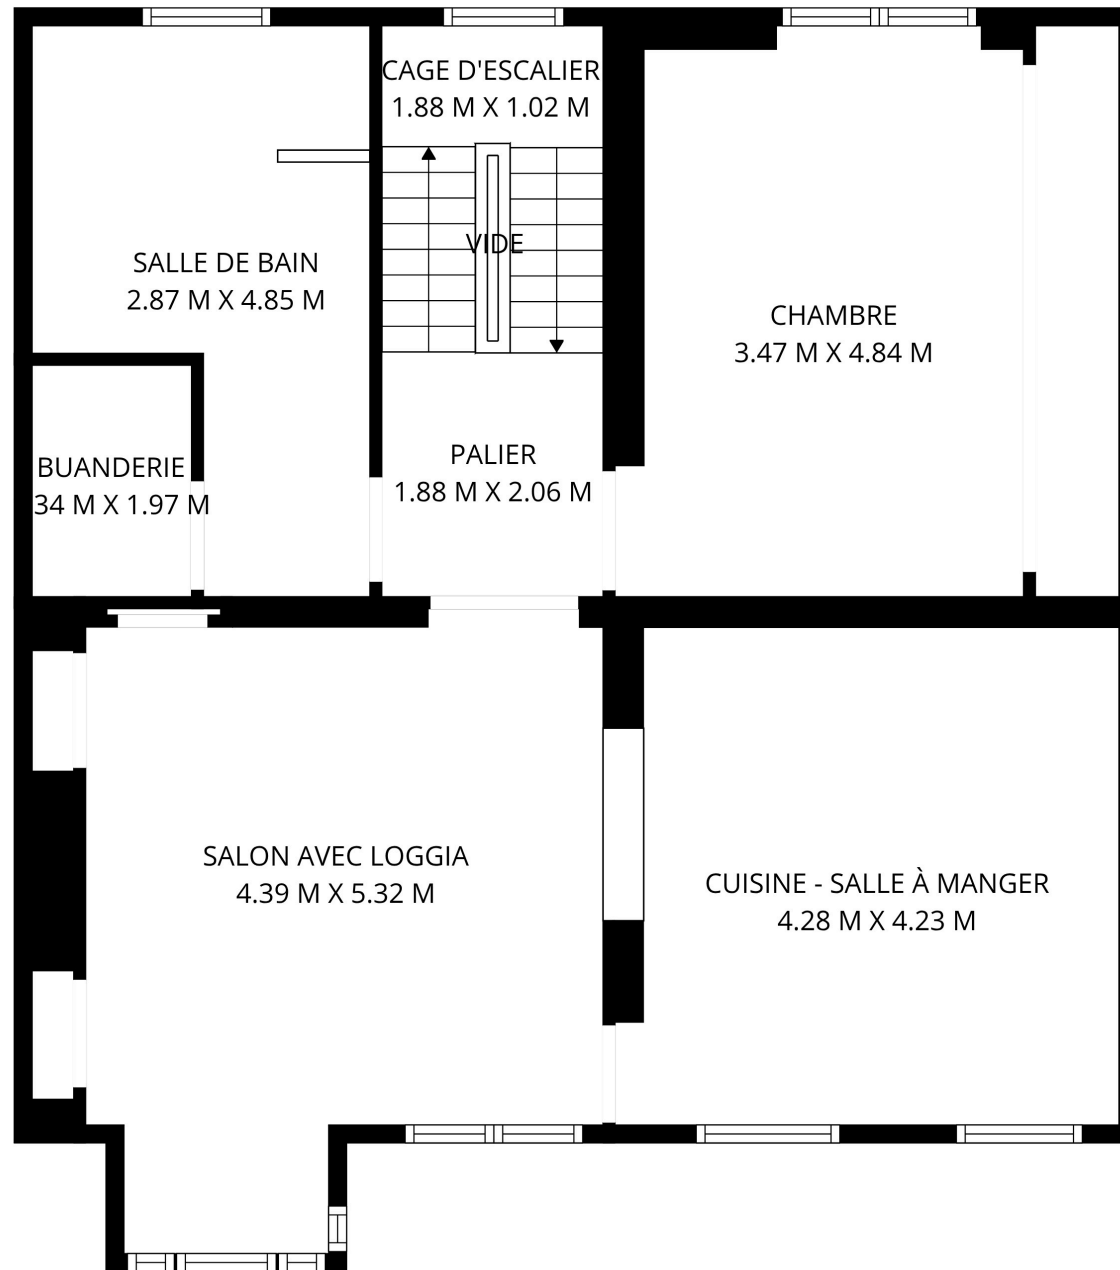 CAGE D'ESCALIER
1.88 M X 1.02 M
VIDE
SALLE DE BAIN
2.87 M X 4.85 M
CHAMBRE
3.47 M X 4.84 M
PALIER
1.88 M X 2.06 M
BUANDERIE
34 M X 1.97 M
SALON AVEC LOGGIA
4.39 M X 5.32 M
CUISINE - SALLE À MANGER
4.28 M X 4.23 M